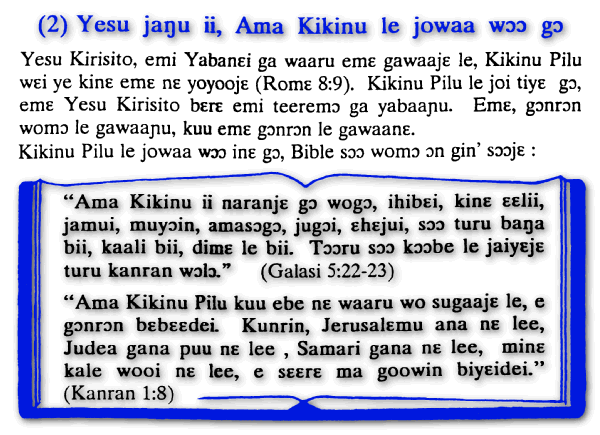 (2) Yesu jaŋu ii, Ama Kikinu le jowaa wɔɔ gɔ
Yesu Kirisito, emi Yabanɛi ga waaru emɛ gawaajɛ le, Kikinu Pilu
wɛi ye kinɛ emɛ nɛ yoyooje (Romɛ 8:9). Kikinu Pilu le joi tiyɛ gɔ,
emɛ Yesu Kirisito bɛrɛ emi teeremɔ ga yabaaɲu. Emɛ, gɔnrɔn
womɔ le gawaaɲu, kuu emɛ gɔnrɔn le gawaanɛ.
Kikinu Pilu le jowaa wɔɔ inɛ gɔ, Bible sɔɔ womɔ ɔn gin' sɔɔjɛ :
“Ama Kikinu ii naranjɛ gɔ wogɔ, ihibɛi, kinɛ ɛɛlii,
jamui, muyɔin, amasɔgɔ, jugɔi, ɛhɛjui, sɔɔ turu baŋa
bii, kaali bii, dimɛ le bii. Tɔɔru sɔɔ kɔɔbe le jaiyɛjɛ
turu kanran wɔlɔ.” (Galasi 5:22-23)
“Ama Kikinu Pilu kuu ebe nɛ waaru wo sugaajɛ le, e
gɔnrɔn bɛbɛɛdei. Kunrin, Jerusalɛmu ana nɛ lee,
Judea gana puu nɛ lee , Samari gana nɛ lee, minɛ
kale wooi nɛ lee, e sɛɛrɛ ma goowin biyɛidei.”
(Kanran 1:8)